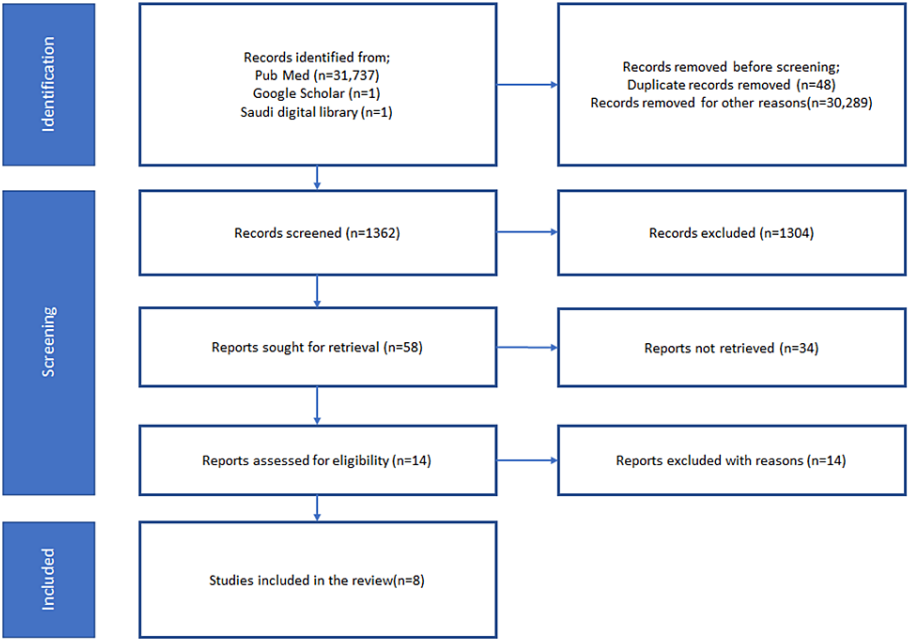 Identification
Records identified from;
Pub Med (n=31,737)
Google Scholar (n=1)
Saudi digital library (n=1)
Records removed before screening;
Duplicate records removed (n=48)
Records removed for other reasons(n=30,289)
Screening
Records screened (n=1362)
Records excluded (n=1304)
Reports sought for retrieval (n=58)
Reports not retrieved (n=34)
Reports assessed for eligibility (n=14)
Reports excluded with reasons (n=14)
Included
Studies included in the review(n=8)